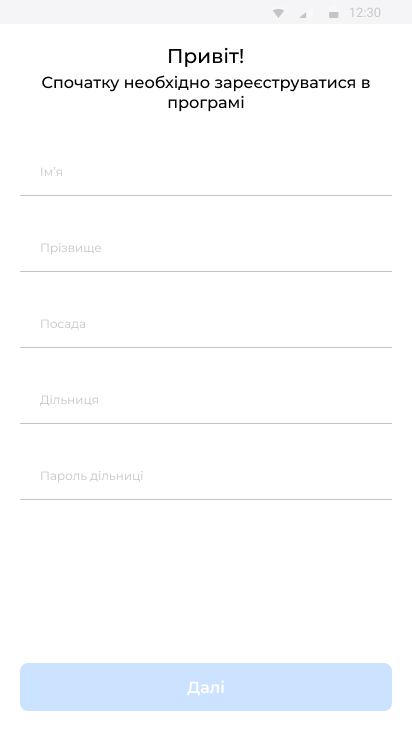 12:30
Привіт!
Спочатку необхідно зареєструватися в
програмі
Ім'я
Прізвище
Посада
Дільниця
Пароль дільниці
Далі